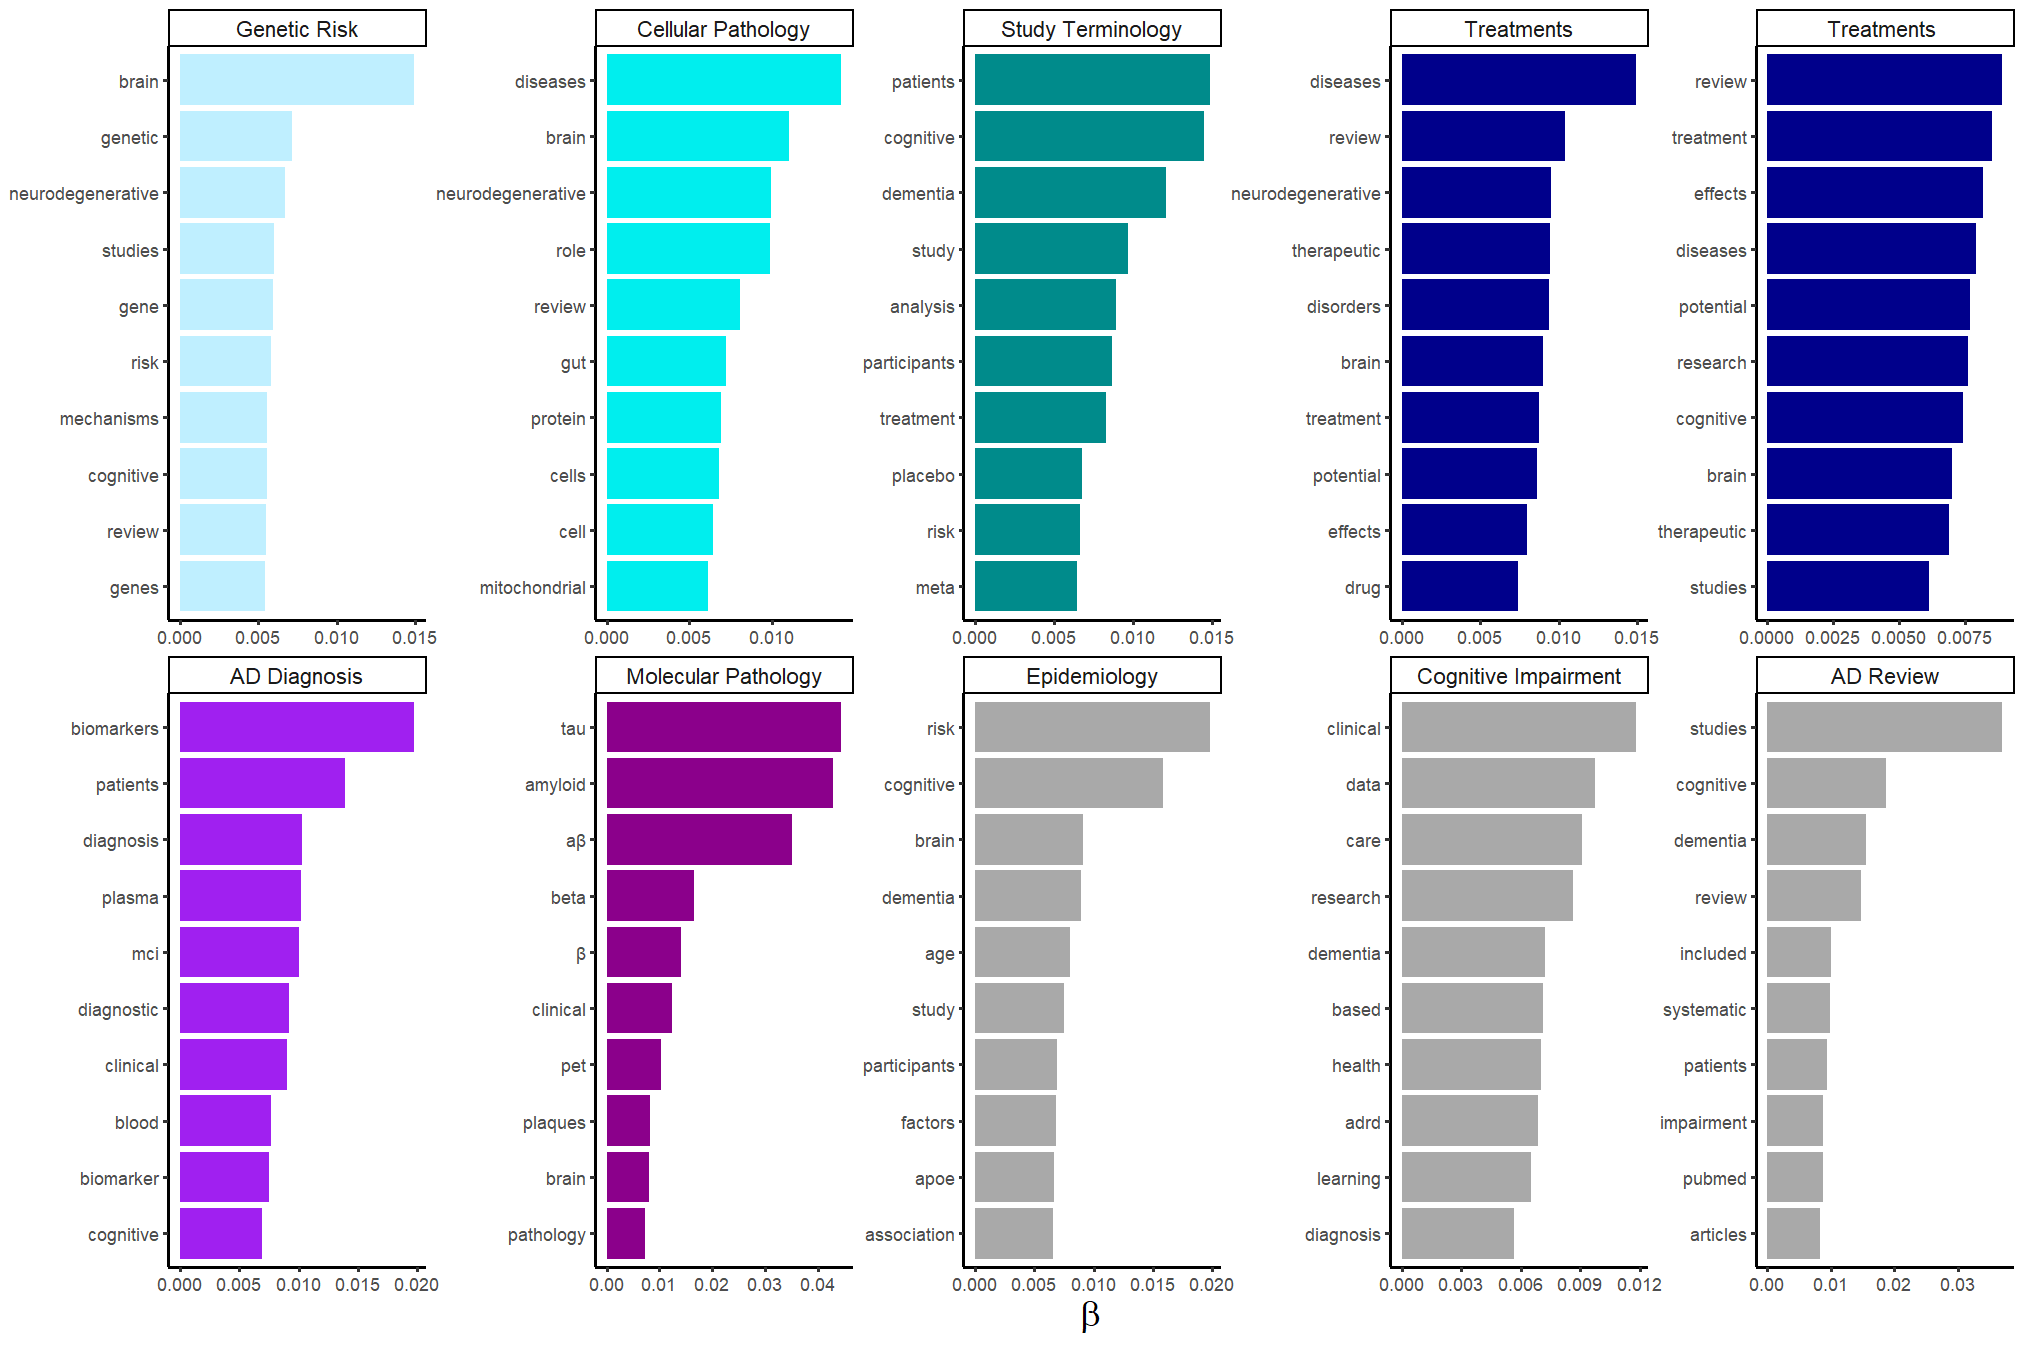 Genetic Risk
brain
genetic
neurodegenerative
studies
gene
risk
mechanisms
cognitive
review
genes
0.000 0.005 0.010 0.015
Cellular Pathology
diseases
brain
neurodegenerative
role
review
gut
protein
cells
cell
mitochondrial
0.000 0.005 0.010
Study Terminology
patients
cognitive
dementia
study
analysis
participants
treatment
placebo
risk
meta
0.000 0.005 0.010 0.015
Treatments
diseases
review
neurodegenerative
therapeutic
disorders
brain
treatment
potential
effects
drug
0.000 0.005 0.010 0.015
Treatments
review
treatment
effects
diseases
potential
research
cognitive
brain
therapeutic
studies
0.0000 0.0025 0.0050 0.0075
AD Diagnosis
biomarkers
patients
diagnosis
plasma
mci
diagnostic
clinical
blood
biomarker
cognitive
0.000 0.005 0.010 0.015 0.020
Molecular Pathology
tau
amyloid
aβ
beta
β
clinical
pet
plaques
brain
pathology
0.00 0.01 0.02 0.03 0.04
Epidemiology
risk
cognitive
brain
dementia
age
study
participants
factors
apoe
association
0.000 0.005 0.010 0.015 0.020
Cognitive Impairment
clinical
data
care
research
dementia
based
health
adrd
learning
diagnosis
0.000 0.003 0.006 0.009 0.012
AD Review
studies
cognitive
dementia
review
included
systematic
patients
impairment
pubmed
articles
0.00 0.01 0.02 0.03
β